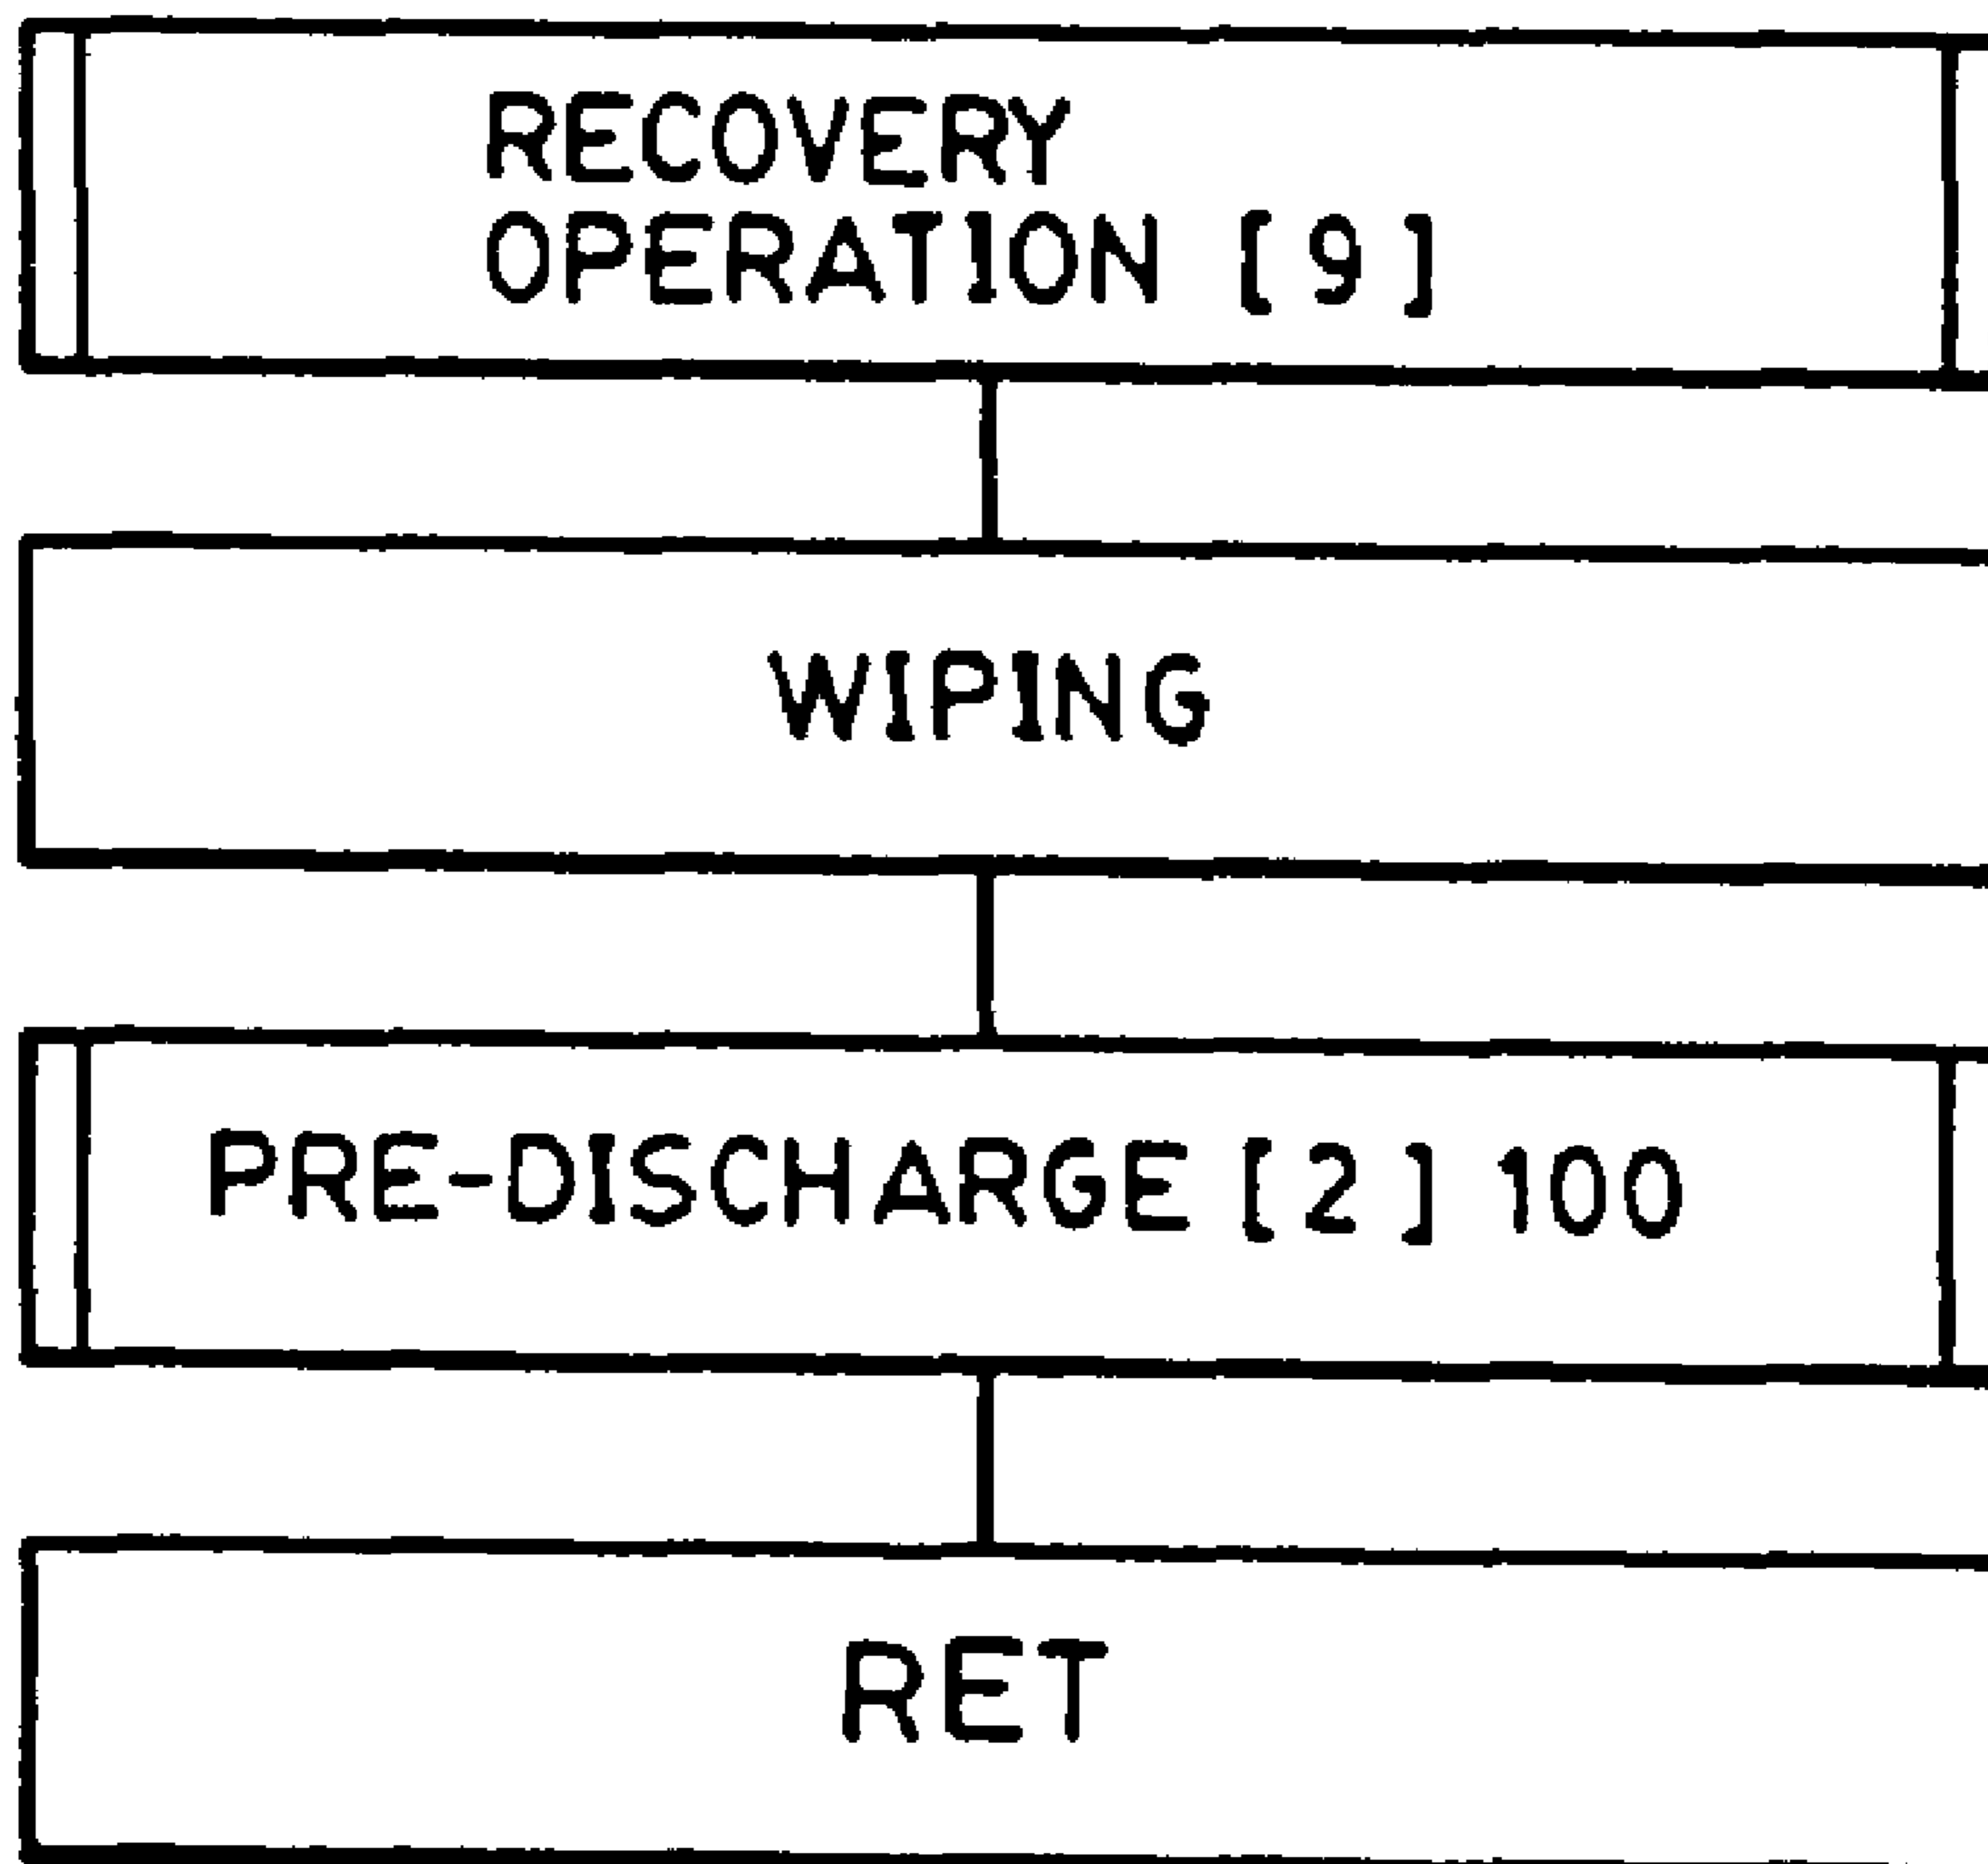 RECOVERY
OPERATION [ 9 ]
WIPING
PRE-DISCHARGE [ 2 ] 100
RET